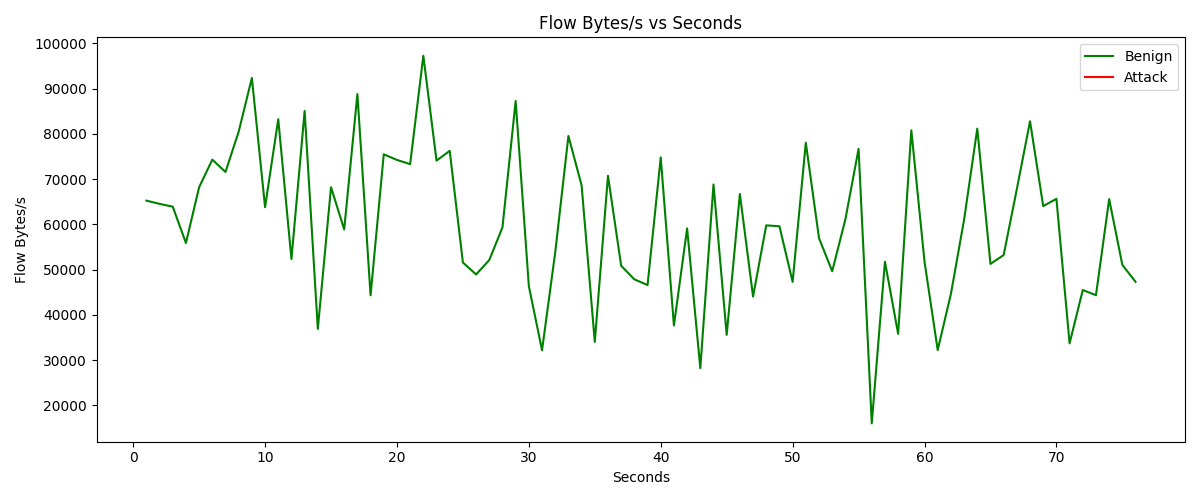 Flow Bytes/s vs Seconds
Benign
Attack
Flow Bytes/s
100000
90000
80000
70000
60000
50000
40000
30000
20000
0 10 20 30 40 50 60 70
Seconds